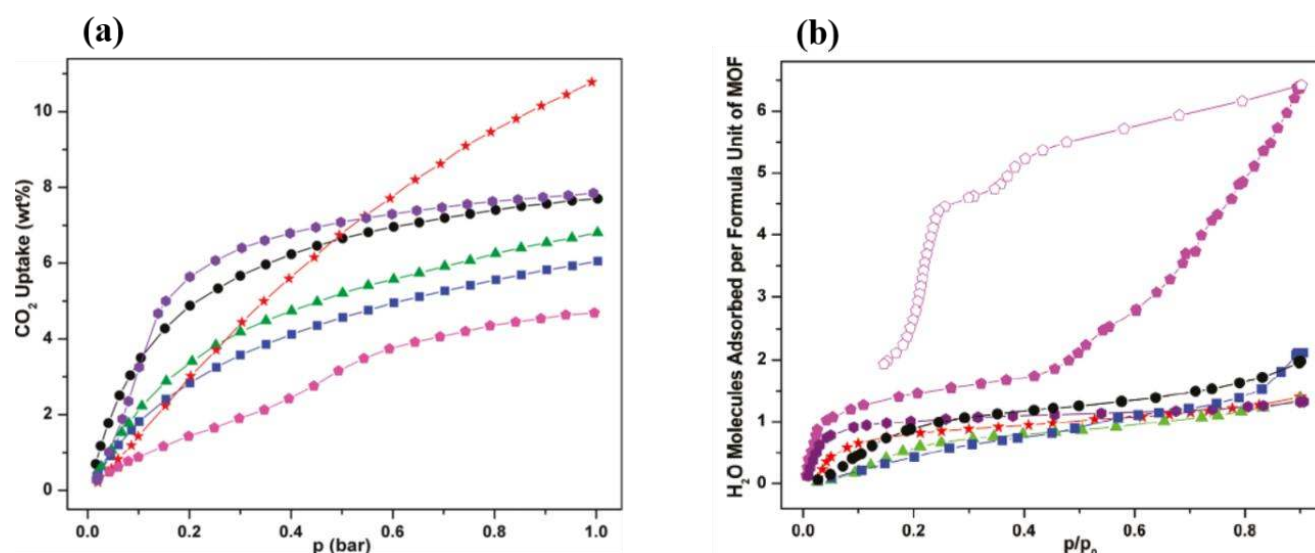 (a)
CO₂ Uptake (wt%)
10
8
6
4
2
0
0.0 0.2 0.4 0.6 0.8 1.0
p (bar)
(b)
H₂O Molecules Adsorbed per Formula Unit of MOF
6
5
4
3
2
1
0
0.0 0.2 0.4 0.6 0.8
p/p₀